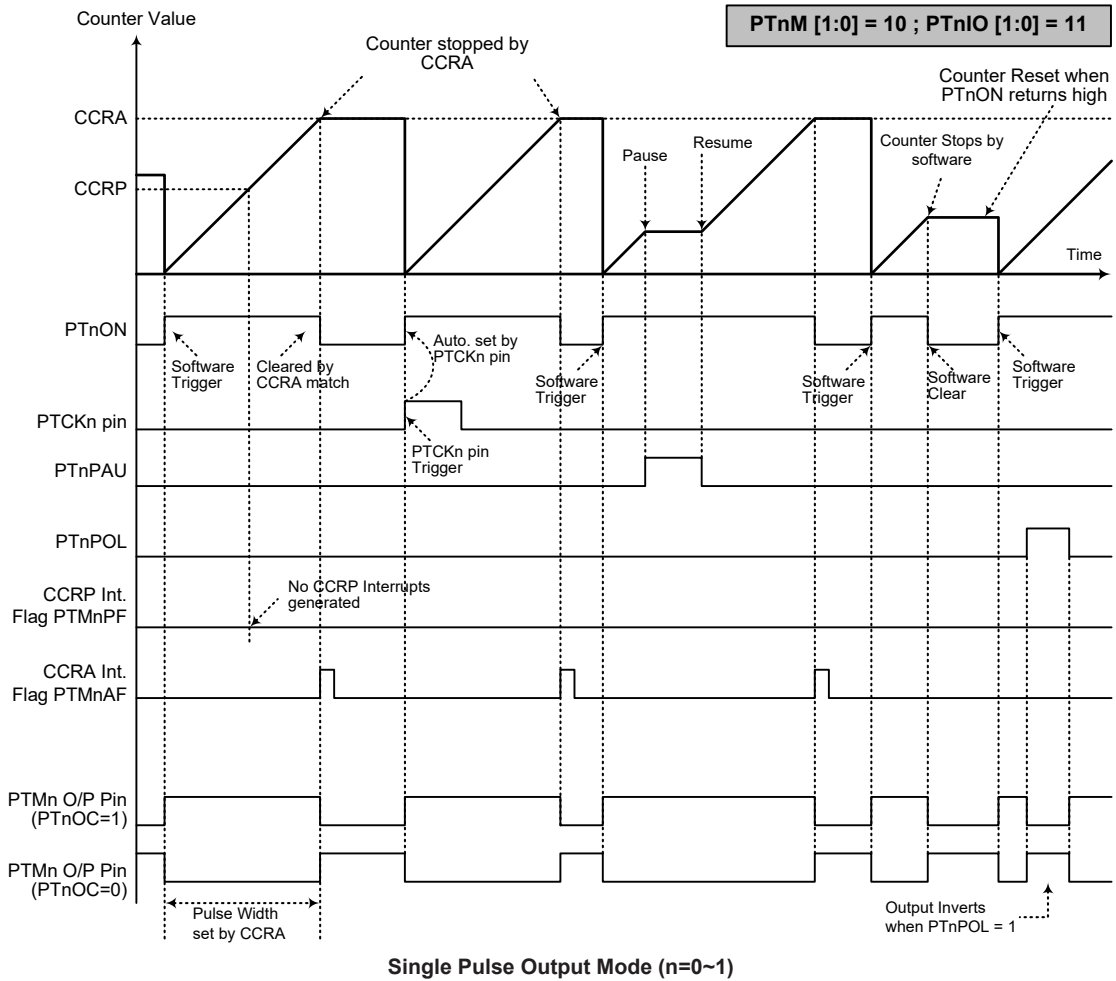 Counter Value
PTnM [1:0] = 10 ; PTnIO [1:0] = 11
Counter stopped by
CCRA
Counter Reset when
PTnON returns high
CCRA
Pause
Resume
Counter Stops by
software
CCRP
Time
PTnON
Software
Trigger
Cleared by
CCRA match
Auto. set by
PTCKn pin
Software
Trigger
Software
Trigger
Software
Clear
Software
Trigger
PTCKn pin
PTCKn pin
Trigger
PTnPAU
PTnPOL
CCRP Int.
Flag PTMnPF
No CCRP Interrupts
generated
CCRA Int.
Flag PTMnAF
PTMn O/P Pin
(PTnOC=1)
PTMn O/P Pin
(PTnOC=0)
Pulse Width
set by CCRA
Output Inverts
when PTnPOL = 1
Single Pulse Output Mode (n=0~1)